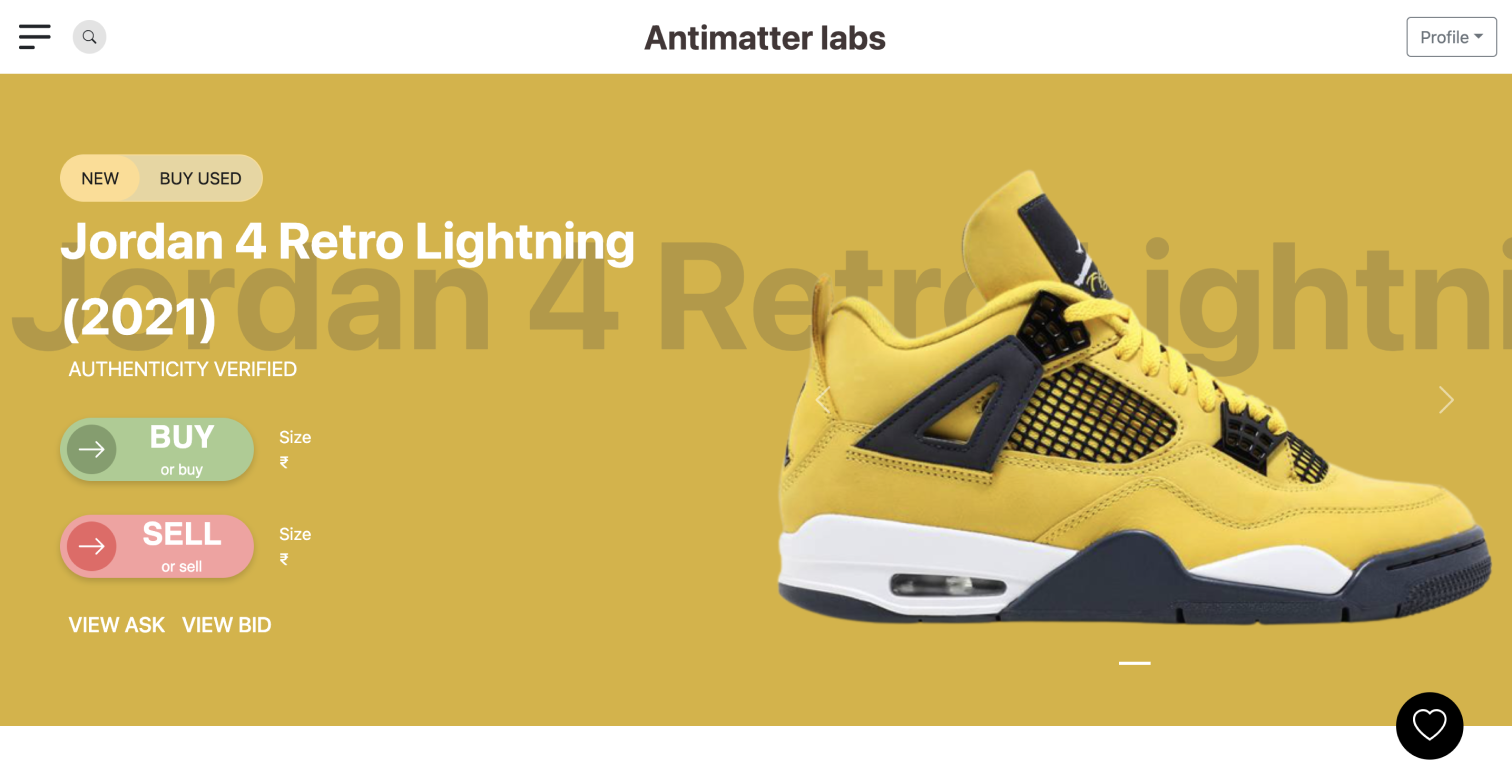 Antimatter labs
Profile
NEW BUY USED
Jordan 4 Retro Lightning
(2021)
Jordan 4 Retro Lightni
AUTHENTICITY VERIFIED
BUY
or buy
Size
₹
SELL
or sell
Size
₹
VIEW ASK VIEW BID